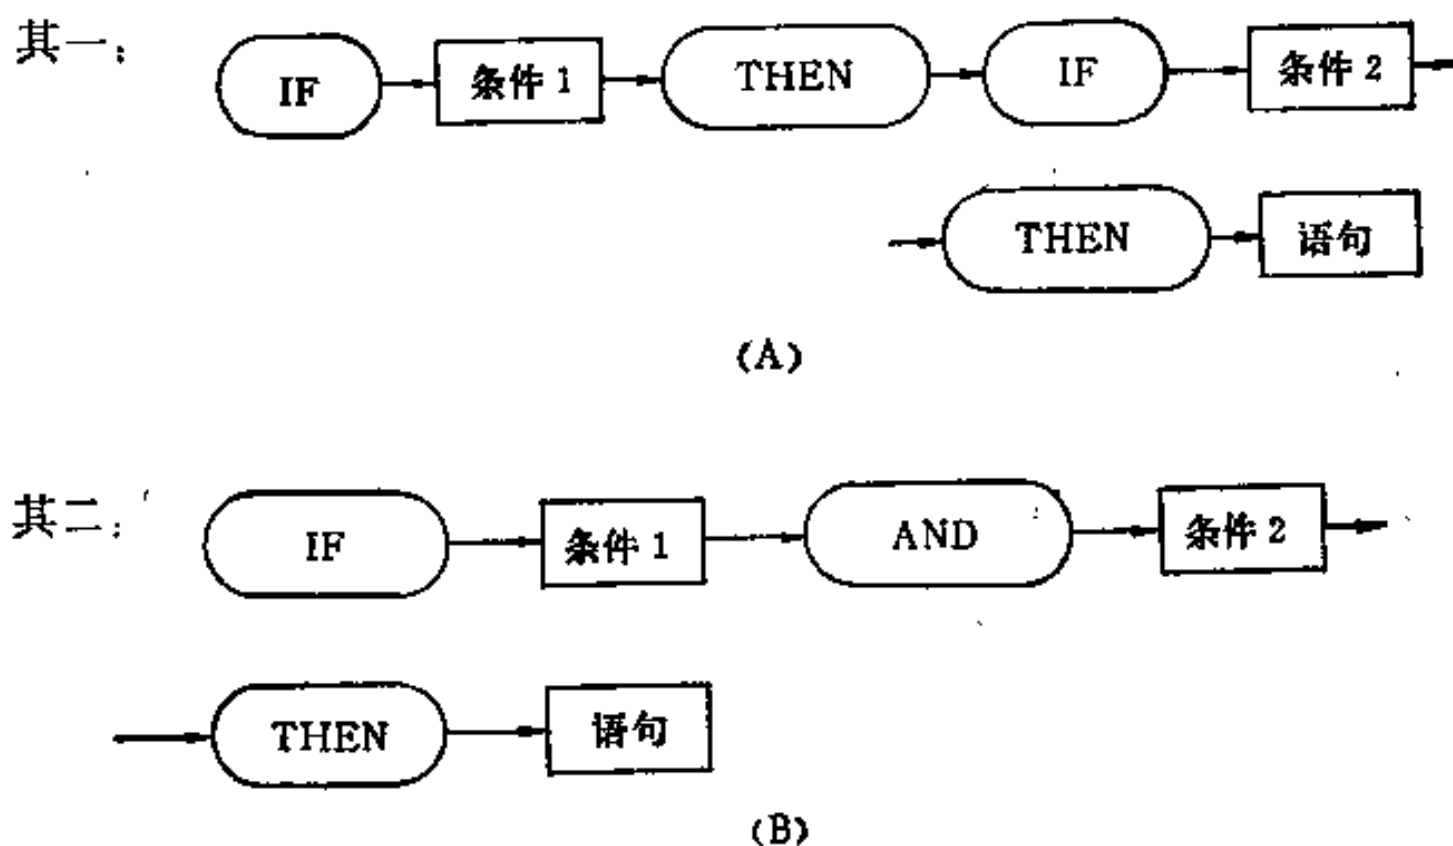 其一: IF 条件 1 THEN IF 条件 2
THEN 语句
(A)
其二: IF 条件 1 AND 条件 2
THEN 语句
(B)